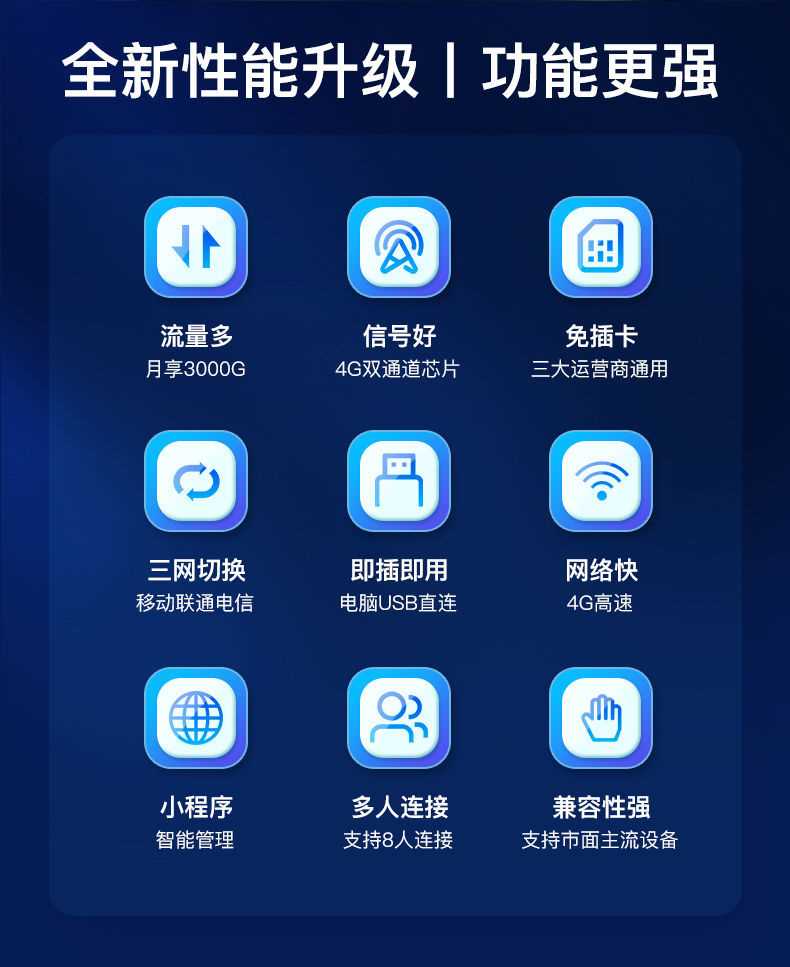 全新性能升级丨功能更强
流量多
月享3000G
信号好
4G双通道芯片
免插卡
三大运营商通用
三网切换
移动联通电信
即插即用
电脑USB直连
网络快
4G高速
小程序
智能管理
多人连接
支持8人连接
兼容性强
支持市面主流设备